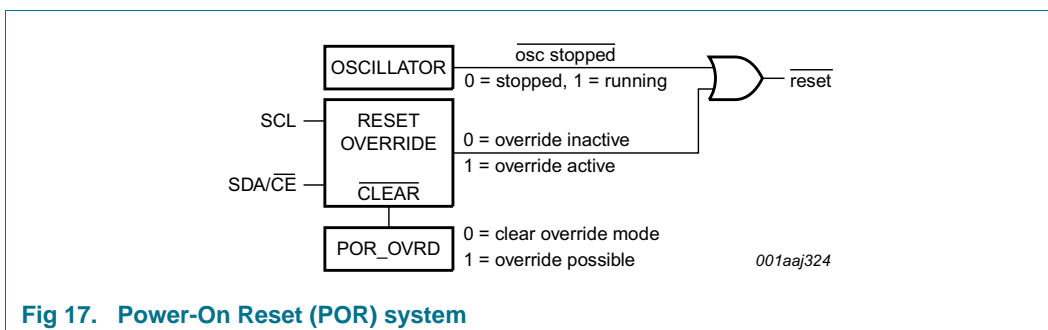 OSCILLATOR
osc stopped
0 = stopped, 1 = running
reset
SCL
RESET
OVERRIDE
0 = override inactive
1 = override active
SDA/CE
CLEAR
POR_OVRD
0 = clear override mode
1 = override possible
001aaj324
Fig 17. Power-On Reset (POR) system